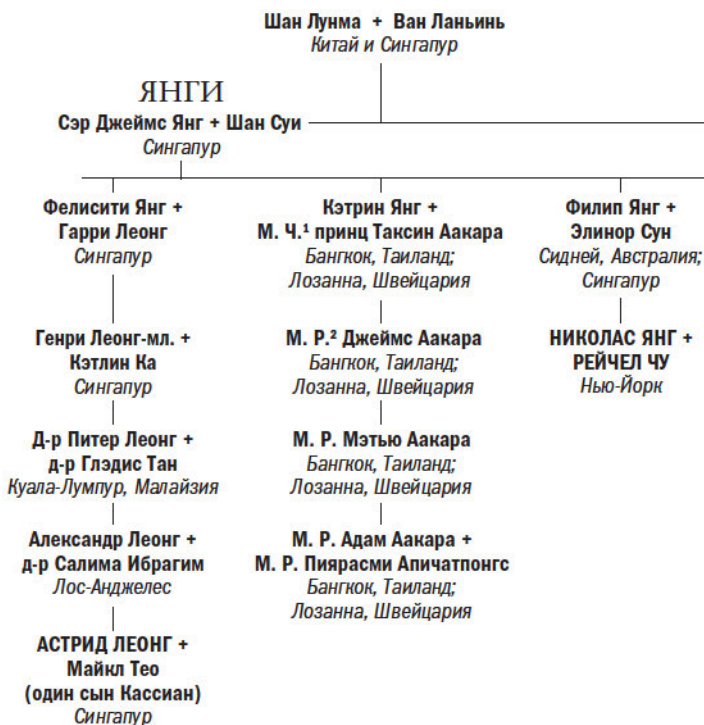 Шан Лунма + Ван Ланьинь
Китай и Сингапур
ЯНГИ
Сэр Джеймс Янг + Шан Суи
Сингапур
Фелисити Янг +
Гарри Леонг
Сингапур
Генри Леонг-мл. +
Кэтлин Ка
Сингапур
Д-р Питер Леонг +
д-р Глэдис Тан
Куала-Лумпур, Малайзия
Александр Леонг +
д-р Салима Ибрагим
Лос-Анджелес
АСТРИД ЛЕОНГ +
Майкл Тео
(один сын Кассиан)
Сингапур
Кэтрин Янг +
М. Ч.¹ принц Таксин Аакара
Бангкок, Таиланд;
Лозанна, Швейцария
М. Р.² Джеймс Аакара
Бангкок, Таиланд;
Лозанна, Швейцария
М. Р. Мэтью Аакара
Бангкок, Таиланд;
Лозанна, Швейцария
М. Р. Адам Аакара +
М. Р. Пиярасми Апичатпонгс
Бангкок, Таиланд;
Лозанна, Швейцария
Филип Янг +
Элинор Сун
Сидней, Австралия;
Сингапур
НИКОЛАС ЯНГ +
РЕЙЧЕЛ ЧУ
Нью-Йорк